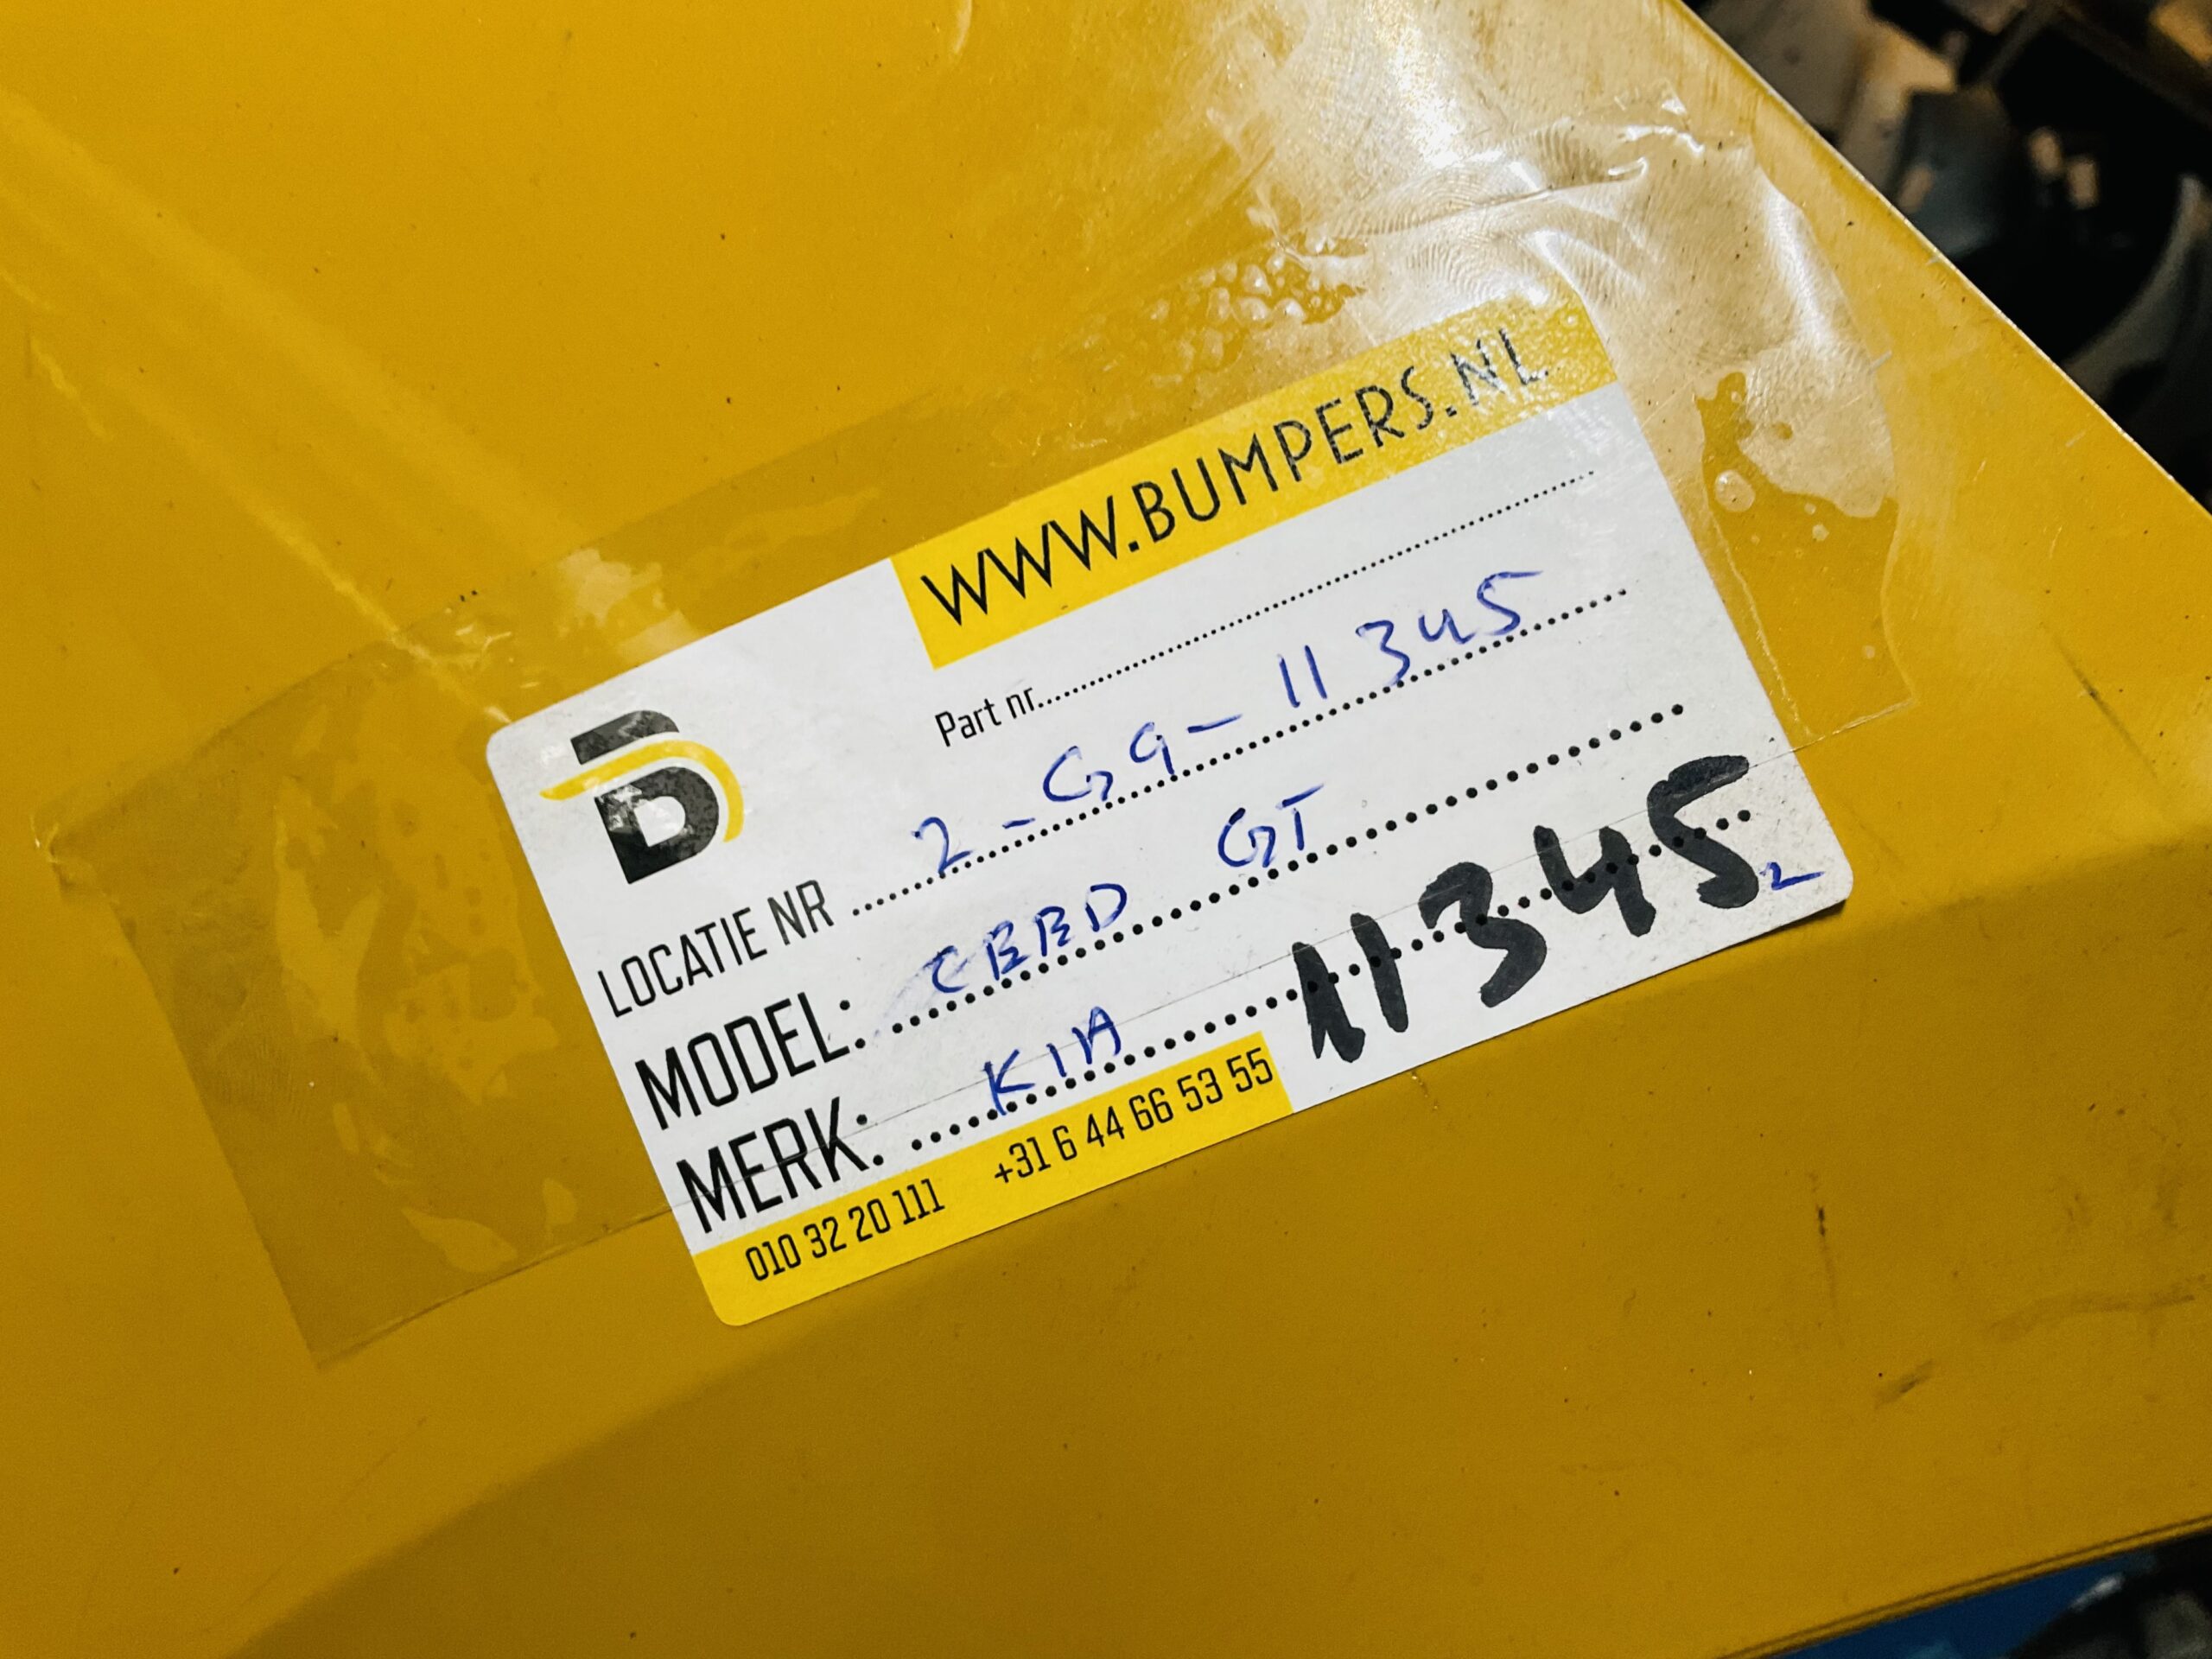 WWW.BUMPERS.NL
Part nr.
LOCATIE NR 2-G9-11345
MODEL: CEED GT
MERK: KIA
11345 2
010 32 20 111 +31 6 44 66 53 55